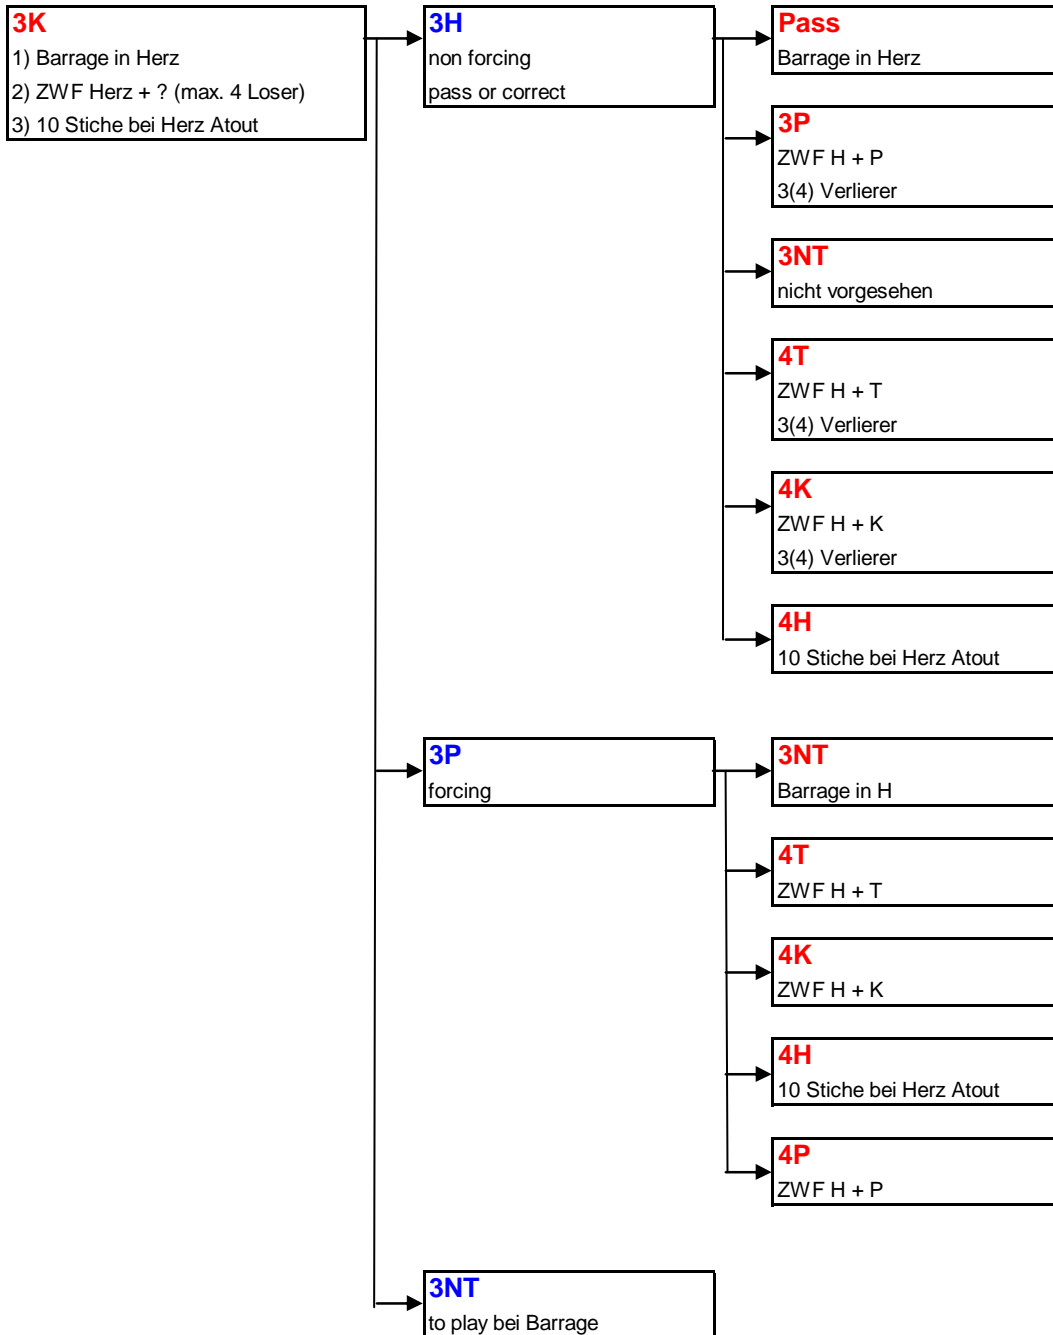 3K
1) Barrage in Herz
2) ZWF Herz + ? (max. 4 Loser)
3) 10 Stiche bei Herz Atout
3H
non forcing
pass or correct
Pass
Barrage in Herz
3P
ZWF H + P
3(4) Verlierer
3NT
nicht vorgesehen
4T
ZWF H + T
3(4) Verlierer
4K
ZWF H + K
3(4) Verlierer
4H
10 Stiche bei Herz Atout
3P
forcing
3NT
Barrage in H
4T
ZWF H + T
4K
ZWF H + K
4H
10 Stiche bei Herz Atout
4P
ZWF H + P
3NT
to play bei Barrage